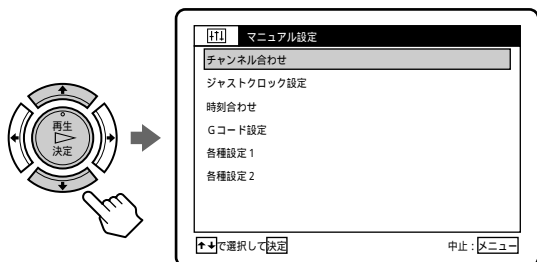 再生
決定
マニュアル設定
チャンネル合わせ
ジャストクロック設定
時刻合わせ
Gコード設定
各種設定1
各種設定2
↑↓で選択して決定
中止:メニュー